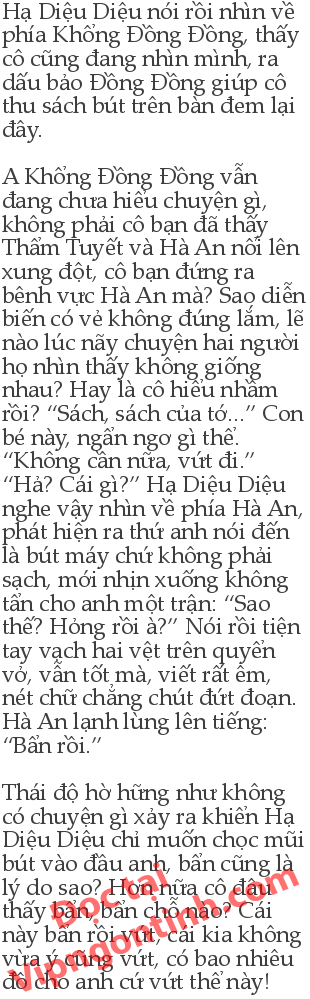 Hạ Diệu Diệu nói rồi nhìn về
phía Khổng Đồng Đồng, thấy
cô cũng đang nhìn mình, ra
dấu bảo Đồng Đồng giúp cô
thu sách bút trên bàn đem lại
đây.

A Khổng Đồng Đồng vẫn
đang chưa hiểu chuyện gì,
không phải cô bạn đã thấy
Thẩm Tuyết và Hà An nổi lên
xung đột, cô bạn đứng ra
bênh vực Hà An mà? Sao diễn
biến có vẻ không đúng lắm, lẽ
nào lúc nãy chuyện hai người
họ nhìn thấy không giống
nhau? Hay là cô hiểu nhầm
rồi? “Sách, sách của tớ...” Con
bé này, ngẩn ngơ gì thế.
“Không cần nữa, vứt đi.”
“Hả? Cái gì?” Hạ Diệu Diệu
nghe vậy nhìn về phía Hà An,
phát hiện ra thứ anh nói đến
là bút máy chứ không phải
sạch, mới nhịn xuống không
tẩn cho anh một trận: “Sao
thế? Hỏng rồi à?” Nói rồi tiện
tay vạch hai vệt trên quyển
vở, vẫn tốt mà, viết rất êm,
nét chữ chẳng chút đứt đoạn.
Hà An lạnh lùng lên tiếng:
“Bẩn rồi.”

Thái độ hờ hững như không
có chuyện gì xảy ra khiến Hạ
Diệu Diệu chỉ muốn chọc mũi
bút vào đầu anh, bẩn cũng là
lý do sao? Hơn nữa cô đâu
thấy bẩn, bẩn chỗ nào? Cái
này bẩn rồi vứt, cái kia không
vừa ý cũng vứt, có bao nhiêu
đồ cho anh cứ vứt thế này!
Đọc tại
Vipngontinh.com